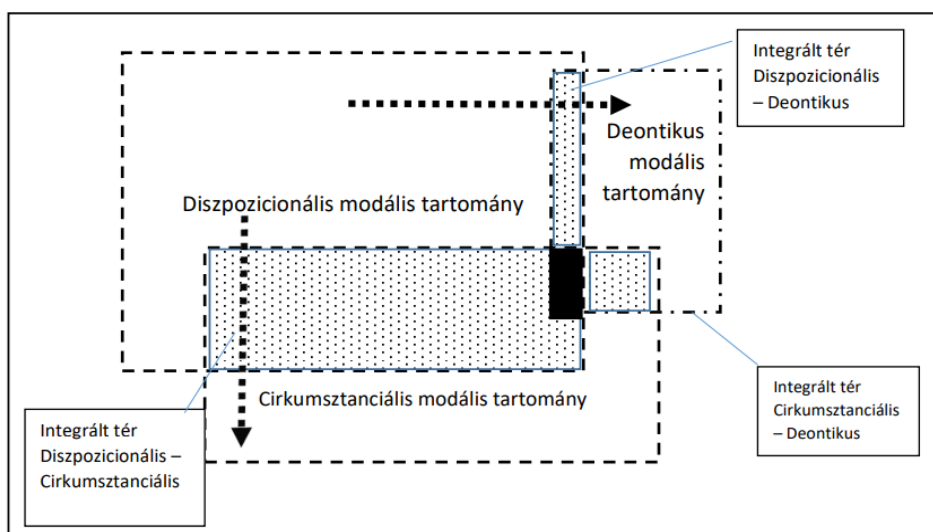 Integrált tér
Diszpozicionális
– Deontikus
Deontikus
modális
tartomány
Diszpozicionális modális tartomány
Cirkumsztanciális modális tartomány
Integrált tér
Cirkumsztanciális
– Deontikus
Integrált tér
Diszpozicionális –
Cirkumsztanciális